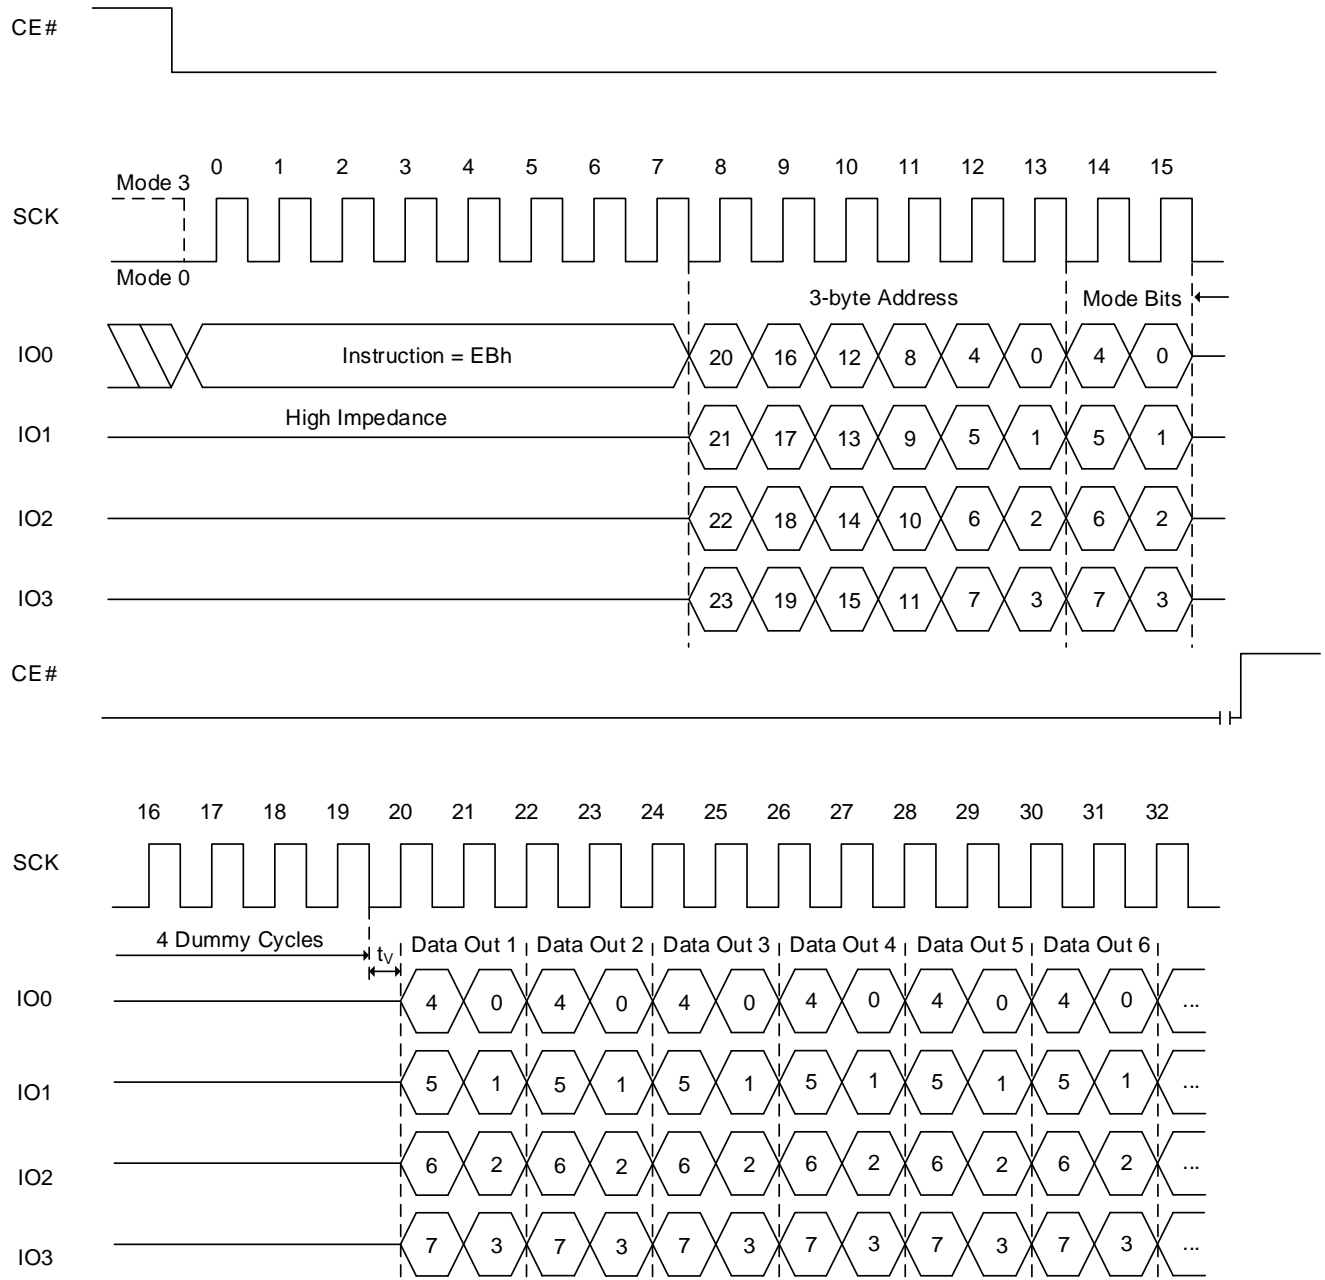 CE#
0 1 2 3 4 5 6 7 8 9 10 11 12 13 14 15
Mode 3
SCK
Mode 0
3-byte Address Mode Bits
IO0 Instruction = EBh 20 16 12 8 4 0 4 0
High Impedance
IO1 21 17 13 9 5 1 5 1
IO2 22 18 14 10 6 2 6 2
IO3 23 19 15 11 7 3 7 3
CE#
16 17 18 19 20 21 22 23 24 25 26 27 28 29 30 31 32
SCK
4 Dummy Cycles tV Data Out 1 Data Out 2 Data Out 3 Data Out 4 Data Out 5 Data Out 6
IO0 4 0 4 0 4 0 4 0 4 0 4 0 ...
IO1 5 1 5 1 5 1 5 1 5 1 5 1 ...
IO2 6 2 6 2 6 2 6 2 6 2 6 2 ...
IO3 7 3 7 3 7 3 7 3 7 3 7 3 ...